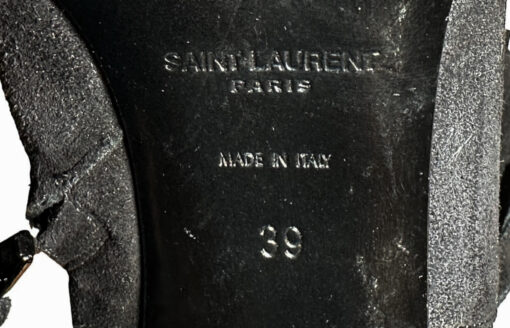 SAINT LAURENT
PARIS
MADE IN ITALY
39